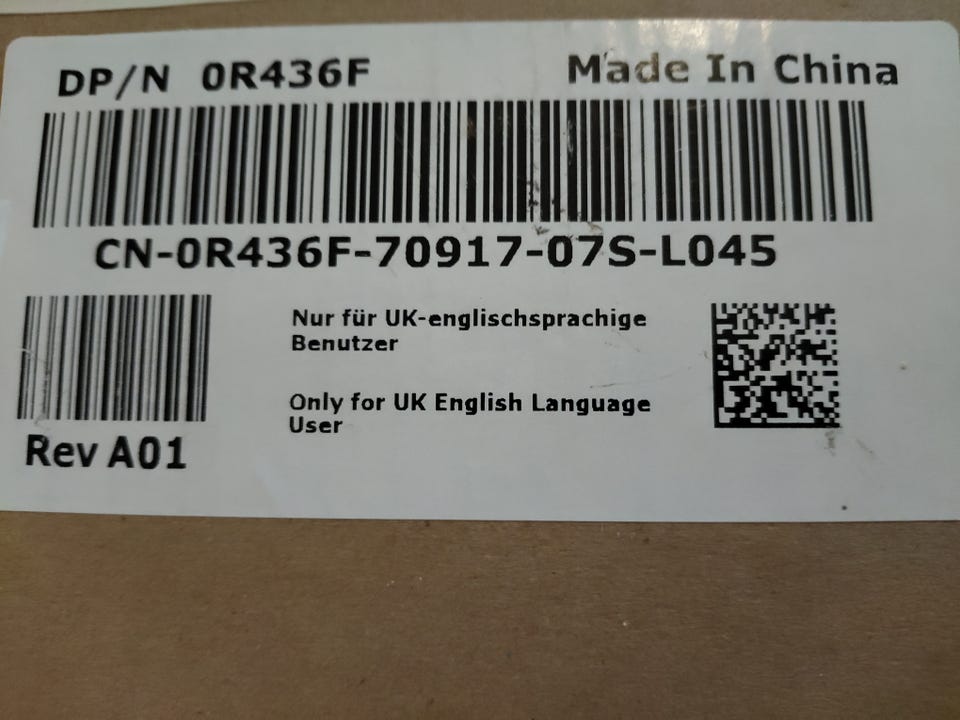 DP/N 0R436F Made In China
CN-0R436F-70917-07S-L045
Nur für UK-englischsprachige
Benutzer
Only for UK English Language
User
Rev A01